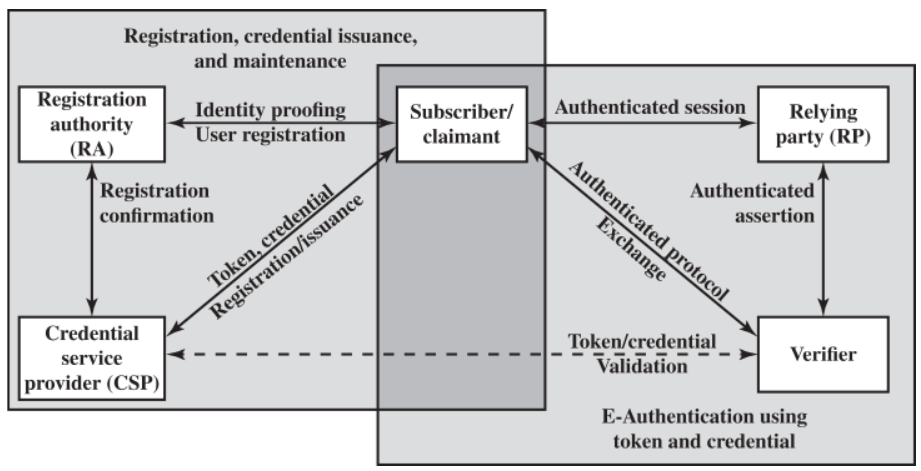 Registration, credential issuance,
and maintenance
Registration
authority
(RA)
Identity proofing
User registration
Subscriber/
claimant
Authenticated session
Relying
party (RP)
Registration
confirmation
Token, credential
Registration/issuance
Authenticated protocol
Exchange
Authenticated
assertion
Credential
service
provider (CSP)
Token/credential
Validation
Verifier
E-Authentication using
token and credential